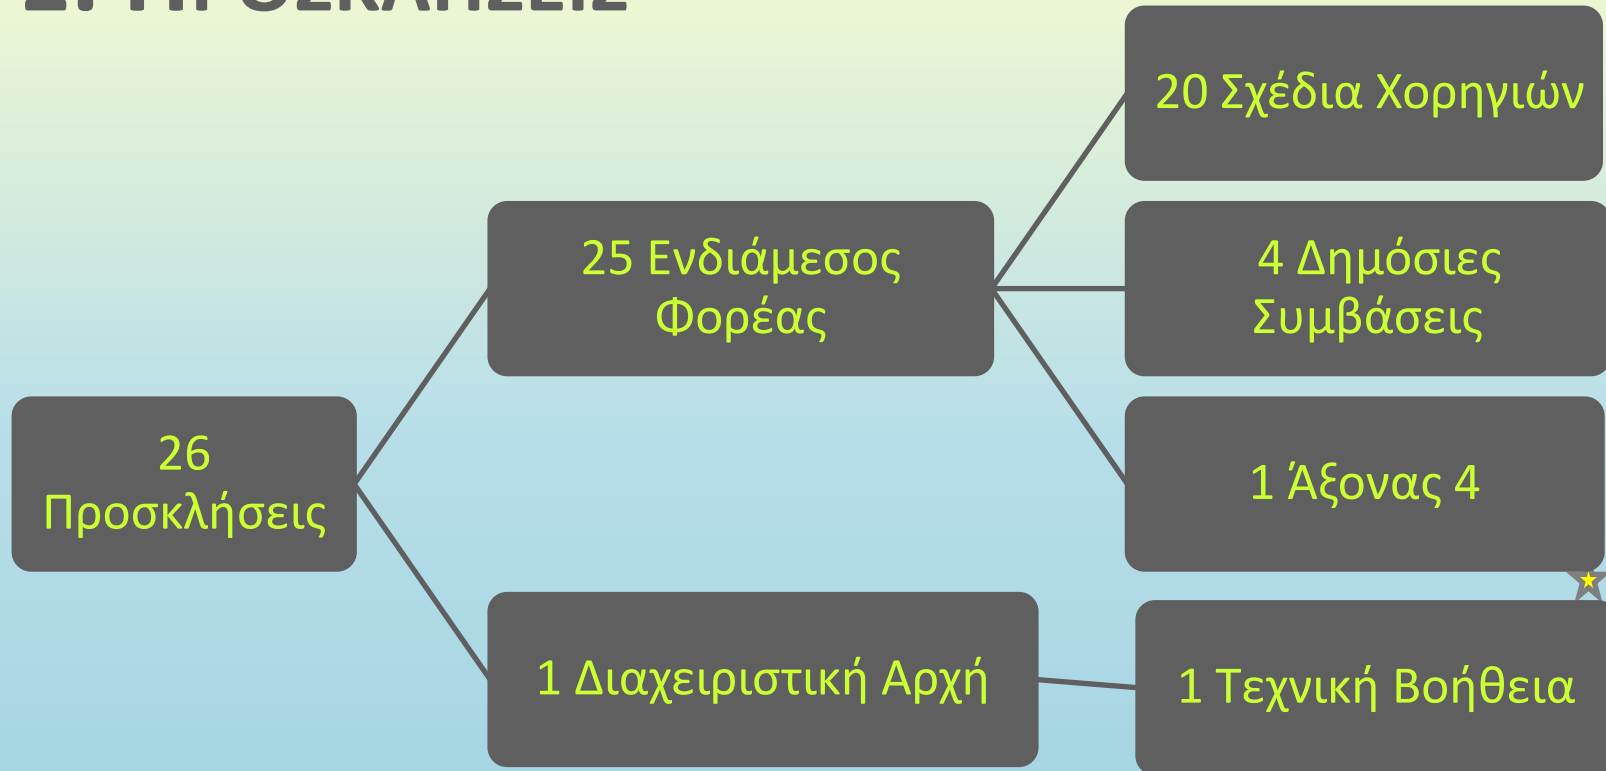 ΠΡΟΣΚΛΗΣΕΙΣ
20 Σχέδια Χορηγιών
25 Ενδιάμεσος
Φορέας
4 Δημόσιες
Συμβάσεις
26
Προσκλήσεις
1 Άξονας 4
1 Διαχειριστική Αρχή
1 Τεχνική Βοήθεια